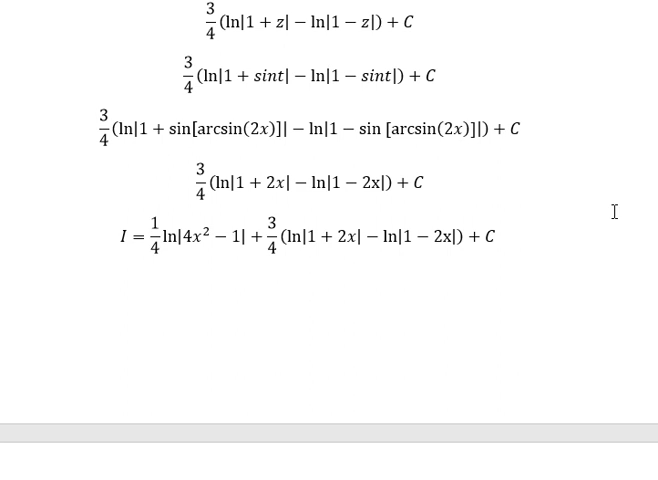 3/4 (ln|1 + z| − ln|1 − z|) + C
3/4 (ln|1 + sint| − ln|1 − sint|) + C
3/4 (ln|1 + sin[arcsin(2x)]| − ln|1 − sin [arcsin(2x)]|) + C
3/4 (ln|1 + 2x| − ln|1 − 2x|) + C
I = 1/4 ln|4x² − 1| + 3/4 (ln|1 + 2x| − ln|1 − 2x|) + C